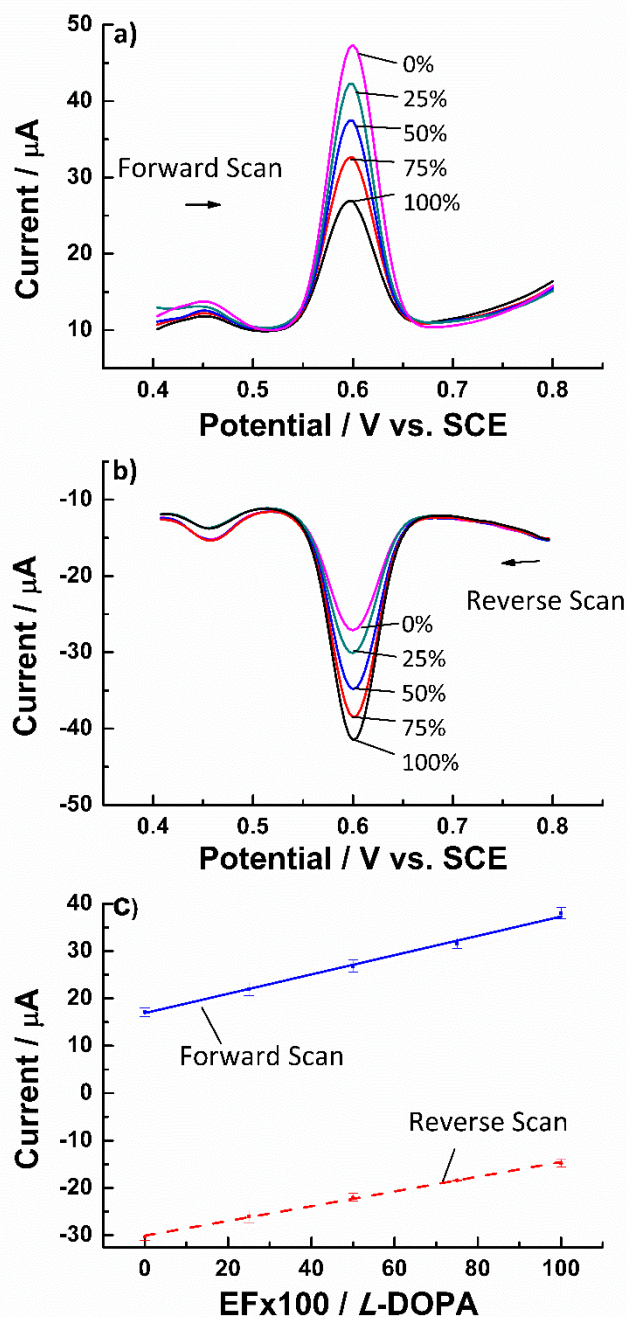 a)
50
40
30
20
10
Current / μA
Forward Scan
0%
25%
50%
75%
100%
0.4 0.5 0.6 0.7 0.8
Potential / V vs. SCE
b)
-10
-20
-30
-40
-50
Current / μA
Reverse Scan
0%
25%
50%
75%
100%
0.4 0.5 0.6 0.7 0.8
Potential / V vs. SCE
c)
40
30
20
10
0
-10
-20
-30
Current / μA
Forward Scan
Reverse Scan
0 20 40 60 80 100
EFx100 / L-DOPA